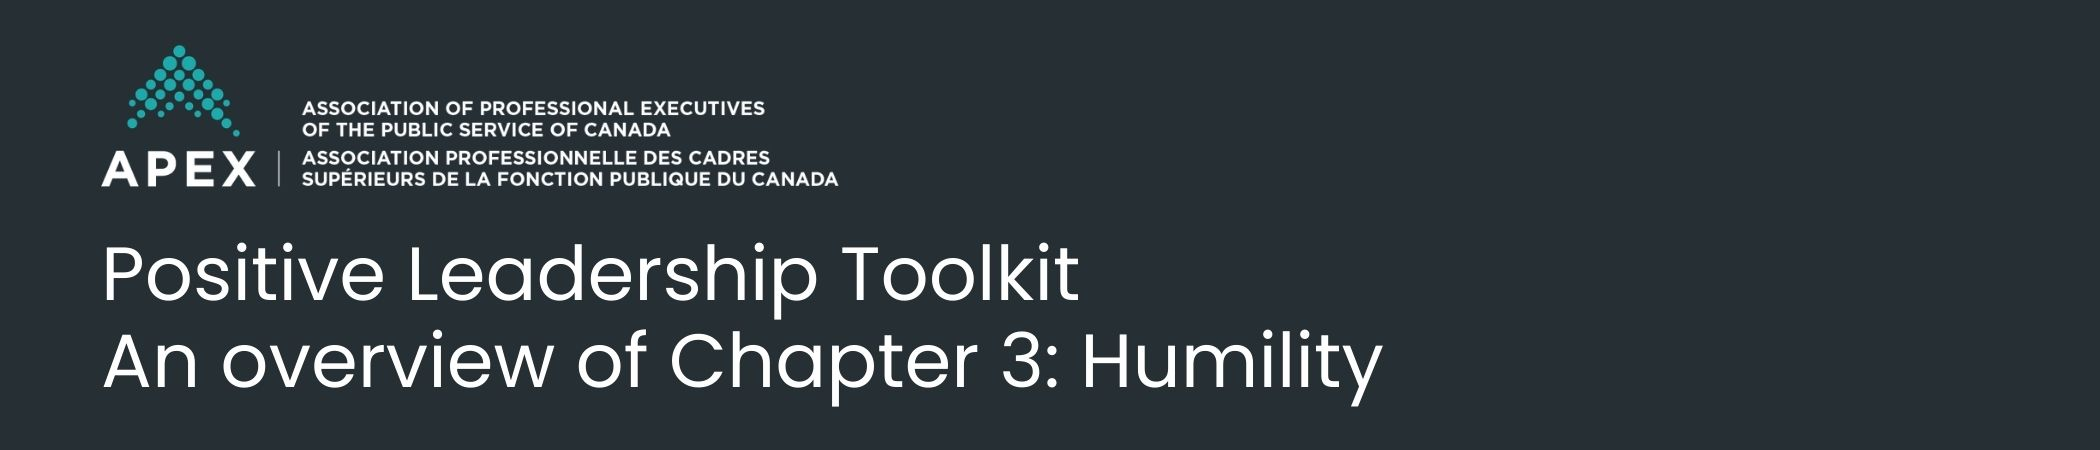 ASSOCIATION OF PROFESSIONAL EXECUTIVES
OF THE PUBLIC SERVICE OF CANADA
APEX
ASSOCIATION PROFESSIONNELLE DES CADRES
SUPÉRIEURS DE LA FONCTION PUBLIQUE DU CANADA
Positive Leadership Toolkit
An overview of Chapter 3: Humility